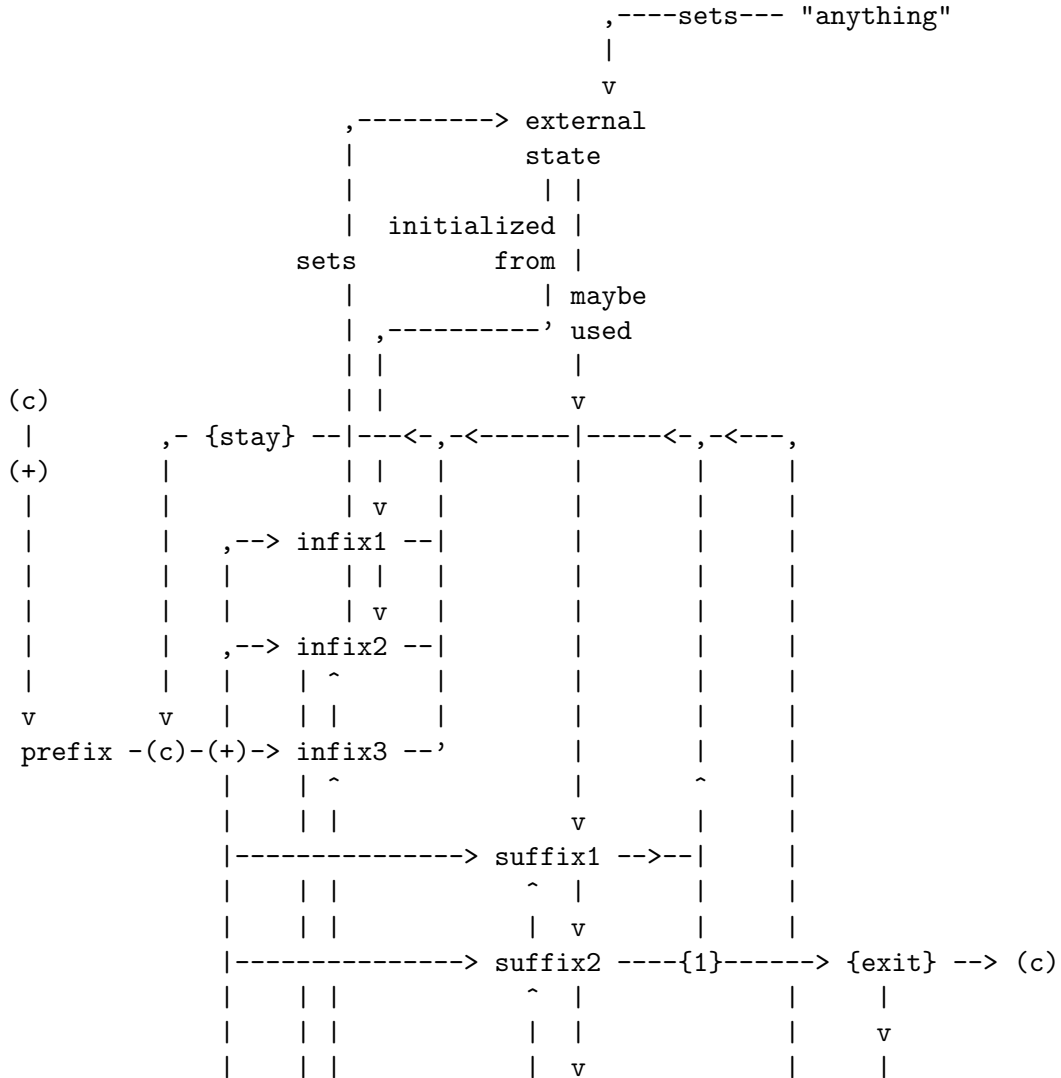 ,----sets--- "anything"
|
v
,---------> external
|           state
|             | |
|  initialized |
sets         from |
|            | maybe
| ,----------' used
| |            |
(c)                   | |            v
|        ,- {stay} --|---<-,-<------|-----<-,-<---,
(+)       |           | |   |        |       |     |
|        |           | v   |        |       |     |
|        |   ,--> infix1 --|        |       |     |
|        |   |       | |   |        |       |     |
|        |   |       | v   |        |       |     |
|        |   ,--> infix2 --|        |       |     |
|        |   |    | ^      |        |       |     |
v        v   |    | |      |        |       |     |
prefix -(c)-(+)-> infix3 --'        |       |     |
|    | ^               |       ^     |
|    | |               v       |     |
|---------------> suffix1 -->--|     |
|    | |            ^  |       |     |
|    | |            |  v       |     |
|---------------> suffix2 ----{1}------> {exit} --> (c)
|    | |            ^  |             |     |
|    | |            |  |             |     v
|    | |            |  v             |     |